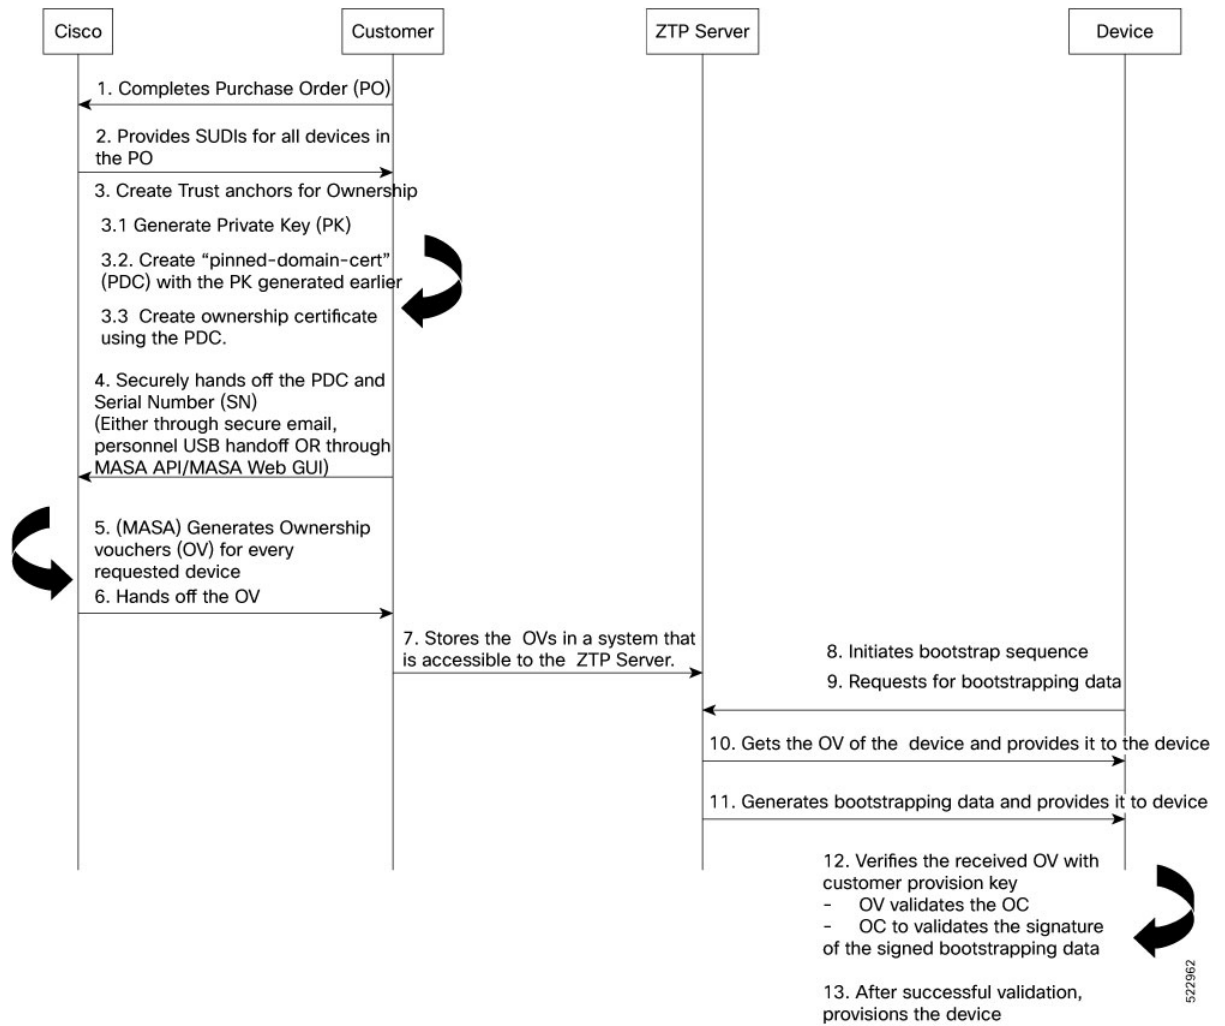 Cisco
Customer
ZTP Server
Device
1. Completes Purchase Order (PO)
2. Provides SUDIs for all devices in
the PO
3. Create Trust anchors for Ownership
3.1 Generate Private Key (PK)
3.2. Create “pinned-domain-cert”
(PDC) with the PK generated earlier
3.3 Create ownership certificate
using the PDC.
4. Securely hands off the PDC and
Serial Number (SN)
(Either through secure email,
personnel USB handoff OR through
MASA API/MASA Web GUI)
5. (MASA) Generates Ownership
vouchers (OV) for every
requested device
6. Hands off the OV
7. Stores the OVs in a system that
is accessible to the ZTP Server.
8. Initiates bootstrap sequence
9. Requests for bootstrapping data
10. Gets the OV of the device and provides it to the device
11. Generates bootstrapping data and provides it to device
12. Verifies the received OV with
customer provision key
- OV validates the OC
- OC to validates the signature
of the signed bootstrapping data
13. After successful validation,
provisions the device
522962